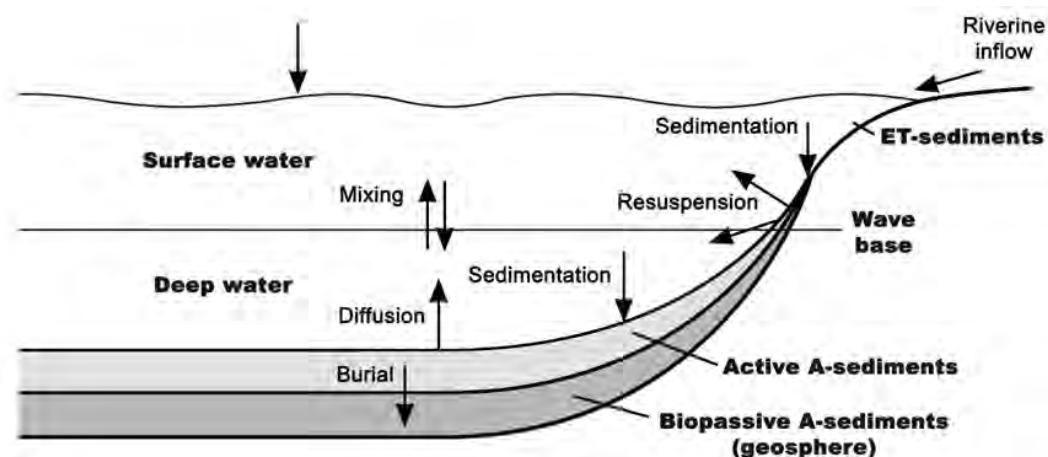 Riverine
inflow
Sedimentation
ET-sediments
Surface water
Mixing
Resuspension
Wave
base
Sedimentation
Deep water
Diffusion
Burial
Active A-sediments
Biopassive A-sediments
(geosphere)